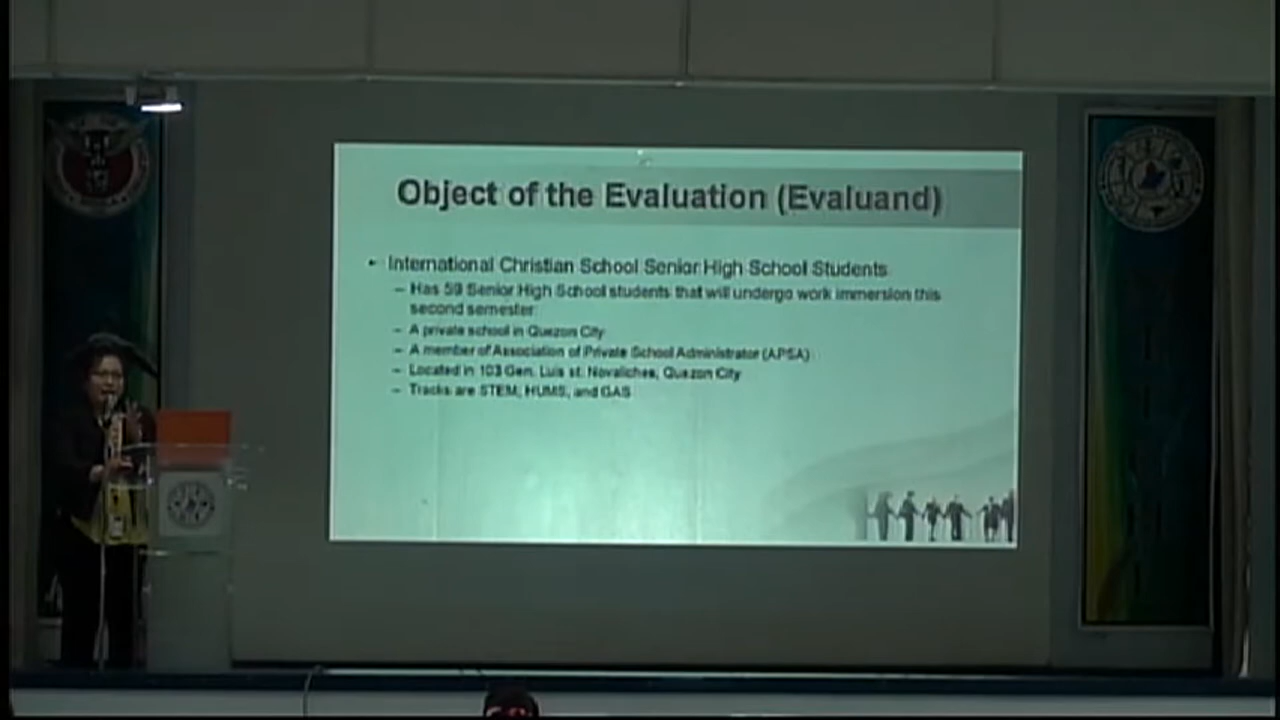 Object of the Evaluation (Evaluand)
• International Christian School Senior High School Students
– Has 59 Senior High School students that will undergo work immersion this
second semester.
– A private school in Quezon City
– A member of Association of Private School Administrator (APSA)
– Located in 103 Gen. Luis st. Novaliches, Quezon City
– Tracks are STEM, HUMS, and GAS